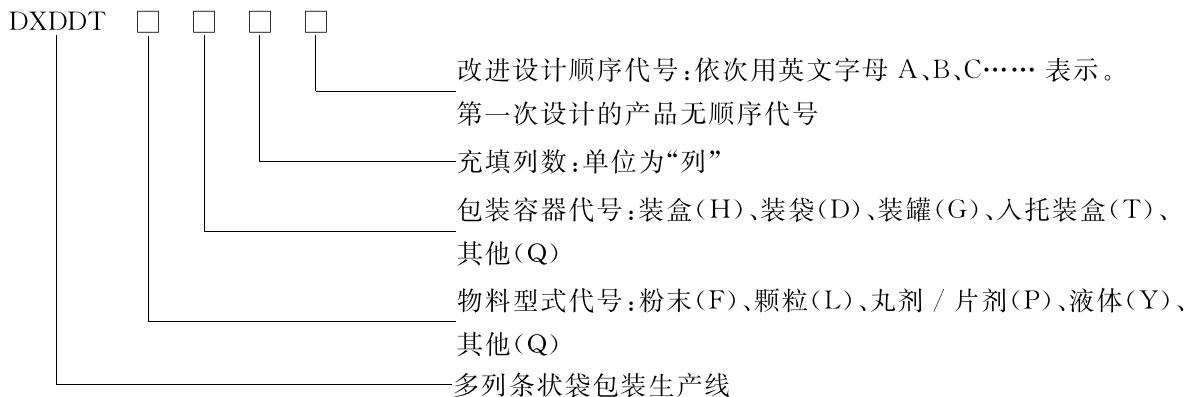 DXDDT □ □ □ □
改进设计顺序代号:依次用英文字母 A、B、C…… 表示。
第一次设计的产品无顺序代号
充填列数:单位为“列”
包装容器代号:装盒(H)、装袋(D)、装罐(G)、入托装盒(T)、
其他(Q)
物料型式代号:粉末(F)、颗粒(L)、丸剂 / 片剂(P)、液体(Y)、
其他(Q)
多列条状袋包装生产线